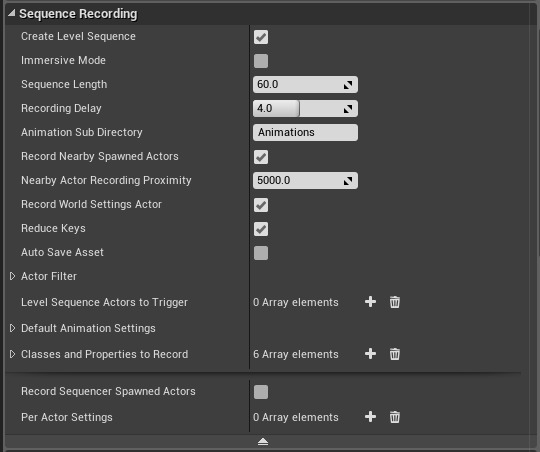 Sequence Recording
Create Level Sequence
Immersive Mode
Sequence Length 60.0
Recording Delay 4.0
Animation Sub Directory Animations
Record Nearby Spawned Actors
Nearby Actor Recording Proximity 5000.0
Record World Settings Actor
Reduce Keys
Auto Save Asset
Actor Filter
Level Sequence Actors to Trigger 0 Array elements
Default Animation Settings
Classes and Properties to Record 6 Array elements
Record Sequencer Spawned Actors
Per Actor Settings 0 Array elements